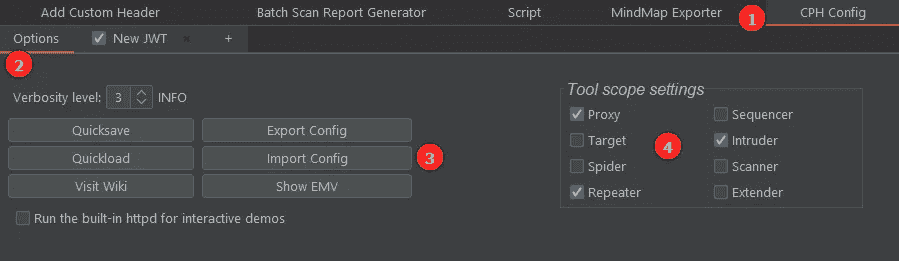 Add Custom Header Batch Scan Report Generator Script MindMap Exporter 1 CPH Config
Options New JWT × +
2
Verbosity level: 3 INFO
Quicksave Export Config
Quickload Import Config 3
Visit Wiki Show EMV
Run the built-in httpd for interactive demos
Tool scope settings
Proxy Sequencer
Target 4 Intruder
Spider Scanner
Repeater Extender